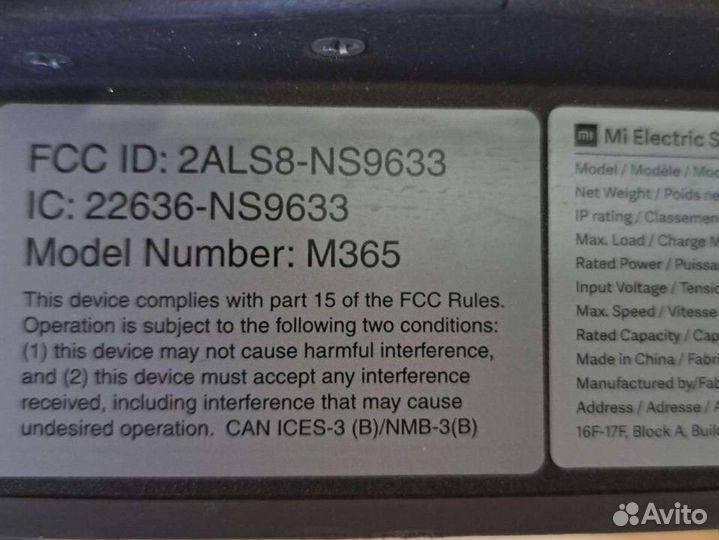 FCC ID: 2ALS8-NS9633
IC: 22636-NS9633
Model Number: M365
This device complies with part 15 of the FCC Rules.
Operation is subject to the following two conditions:
(1) this device may not cause harmful interference,
and (2) this device must accept any interference
received, including interference that may cause
undesired operation. CAN ICES-3 (B)/NMB-3(B)
mi Mi Electric S
Model / Modèle / Mod
Net Weight / Poids ne
IP rating / Classemen
Max. Load / Charge M
Rated Power / Puissa
Input Voltage / Tensi
Max. Speed / Vitesse
Rated Capacity / Cap
Made in China / Fabri
Manufactured by/Fab
Address / Adresse / A
16F-17F, Block A, Buil
Avito